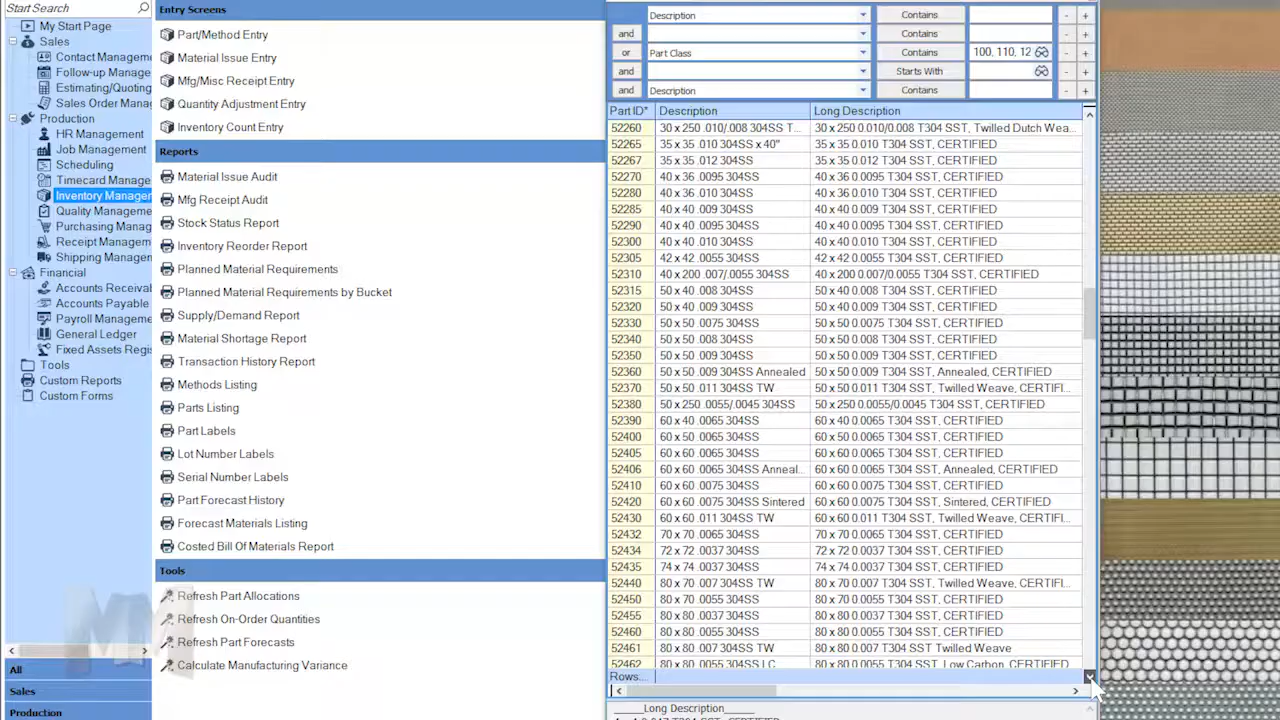 Start Search
My Start Page
Sales
Contact Managemen
Follow-up Manage
Estimating/Quoting
Sales Order Manag
Production
HR Management
Job Management
Scheduling
Timecard Manage
Inventory Manager
Quality Manageme
Purchasing Manag
Receipt Managem
Shipping Managem
Financial
Accounts Receivab
Accounts Payable
Payroll Manageme
General Ledger
Fixed Assets Regis
Tools
Custom Reports
Custom Forms
All
Sales
Production
Entry Screens
Part/Method Entry
Material Issue Entry
Mfg/Misc Receipt Entry
Quantity Adjustment Entry
Inventory Count Entry
Reports
Material Issue Audit
Mfg Receipt Audit
Stock Status Report
Inventory Reorder Report
Planned Material Requirements
Planned Material Requirements by Bucket
Supply/Demand Report
Material Shortage Report
Transaction History Report
Methods Listing
Parts Listing
Part Labels
Lot Number Labels
Serial Number Labels
Part Forecast History
Forecast Materials Listing
Costed Bill Of Materials Report
Tools
Refresh Part Allocations
Refresh On-Order Quantities
Refresh Part Forecasts
Calculate Manufacturing Variance
Description Contains - +
and Contains - +
or Part Class Contains 100, 110, 12 - +
and Starts With - +
and Description Contains - +
Part ID* Description Long Description
52260 30 x 250 .010/.008 304SS T... 30 x 250 0.010/0.008 T304 SST, Twilled Dutch Wea...
52265 35 x 35 .010 304SS x 40" 35 x 35 0.010 T304 SST, CERTIFIED
52267 35 x 35 .012 304SS 35 x 35 0.012 T304 SST, CERTIFIED
52270 40 x 36 .0095 304SS 40 x 36 0.0095 T304 SST, CERTIFIED
52280 40 x 36 .010 304SS 40 x 36 0.010 T304 SST, CERTIFIED
52285 40 x 40 .009 304SS 40 x 40 0.009 T304 SST, CERTIFIED
52290 40 x 40 .0095 304SS 40 x 40 0.0095 T304 SST, CERTIFIED
52300 40 x 40 .010 304SS 40 x 40 0.010 T304 SST, CERTIFIED
52305 42 x 42 .0055 304SS 42 x 42 0.0055 T304 SST, CERTIFIED
52310 40 x 200 .007/.0055 304SS 40 x 200 0.007/0.0055 T304 SST, CERTIFIED
52315 50 x 40 .008 304SS 50 x 40 0.008 T304 SST, CERTIFIED
52320 50 x 40 .009 304SS 50 x 40 0.009 T304 SST, CERTIFIED
52330 50 x 50 .0075 304SS 50 x 50 0.0075 T304 SST, CERTIFIED
52340 50 x 50 .008 304SS 50 x 50 0.008 T304 SST, CERTIFIED
52350 50 x 50 .009 304SS 50 x 50 0.009 T304 SST, CERTIFIED
52360 50 x 50 .009 304SS Annealed 50 x 50 0.009 T304 SST, Annealed, CERTIFIED
52370 50 x 50 .011 304SS TW 50 x 50 0.011 T304 SST, Twilled Weave, CERTIFI...
52380 50 x 250 .0055/.0045 304SS 50 x 250 0.0055/0.0045 T304 SST, CERTIFIED
52390 60 x 40 .0065 304SS 60 x 40 0.0065 T304 SST, CERTIFIED
52400 60 x 50 .0065 304SS 60 x 50 0.0065 T304 SST, CERTIFIED
52405 60 x 60 .0065 304SS 60 x 60 0.0065 T304 SST, CERTIFIED
52406 60 x 60 .0065 304SS Anneal... 60 x 60 0.0065 T304 SST, Annealed, CERTIFIED
52410 60 x 60 .0075 304SS 60 x 60 0.0075 T304 SST, CERTIFIED
52420 60 x 60 .0075 304SS Sintered 60 x 60 0.0075 T304 SST, Sintered, CERTIFIED
52430 60 x 60 .011 304SS TW 60 x 60 0.011 T304 SST, Twilled Weave, CERTIFI...
52432 70 x 70 .0065 304SS 70 x 70 0.0065 T304 SST, CERTIFIED
52434 72 x 72 .0037 304SS 72 x 72 0.0037 T304 SST, CERTIFIED
52435 74 x 74 .0037 304SS 74 x 74 0.0037 T304 SST, CERTIFIED
52440 80 x 70 .007 304SS TW 80 x 70 0.007 T304 SST, Twilled Weave, CERTIFI...
52450 80 x 70 .0055 304SS 80 x 70 0.0055 T304 SST, CERTIFIED
52455 80 x 80 .0037 304SS 80 x 80 0.0037 T304 SST, CERTIFIED
52460 80 x 80 .0055 304SS 80 x 80 0.0055 T304 SST, CERTIFIED
52461 80 x 80 .007 304SS TW 80 x 80 0.007 T304 SST Twilled Weave
52462 80 x 80 .0055 304SS LC 80 x 80 0.0055 T304 SST, Low Carbon, CERTIFIED
Rows:...
_____Long Description_____